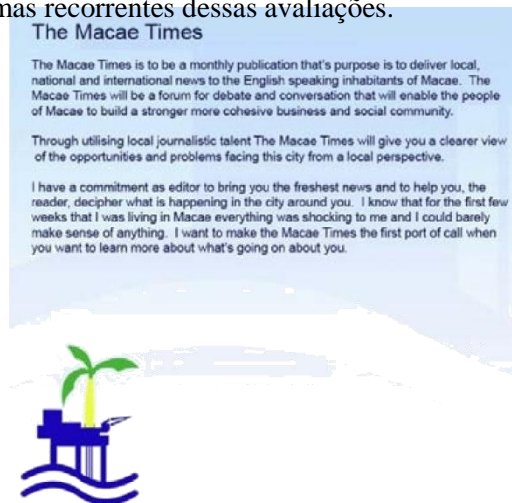 mas recorrentes dessas avaliações.
The Macae Times
The Macae Times is to be a monthly publication that's purpose is to deliver local,
national and international news to the English speaking inhabitants of Macae. The
Macae Times will be a forum for debate and conversation that will enable the people
of Macae to build a stronger more cohesive business and social community.
Through utilising local journalistic talent The Macae Times will give you a clearer view
of the opportunities and problems facing this city from a local perspective.
I have a commitment as editor to bring you the freshest news and to help you, the
reader, decipher what is happening in the city around you. I know that for the first few
weeks that I was living in Macae everything was shocking to me and I could barely
make sense of anything. I want to make the Macae Times the first port of call when
you want to learn more about what's going on about you.